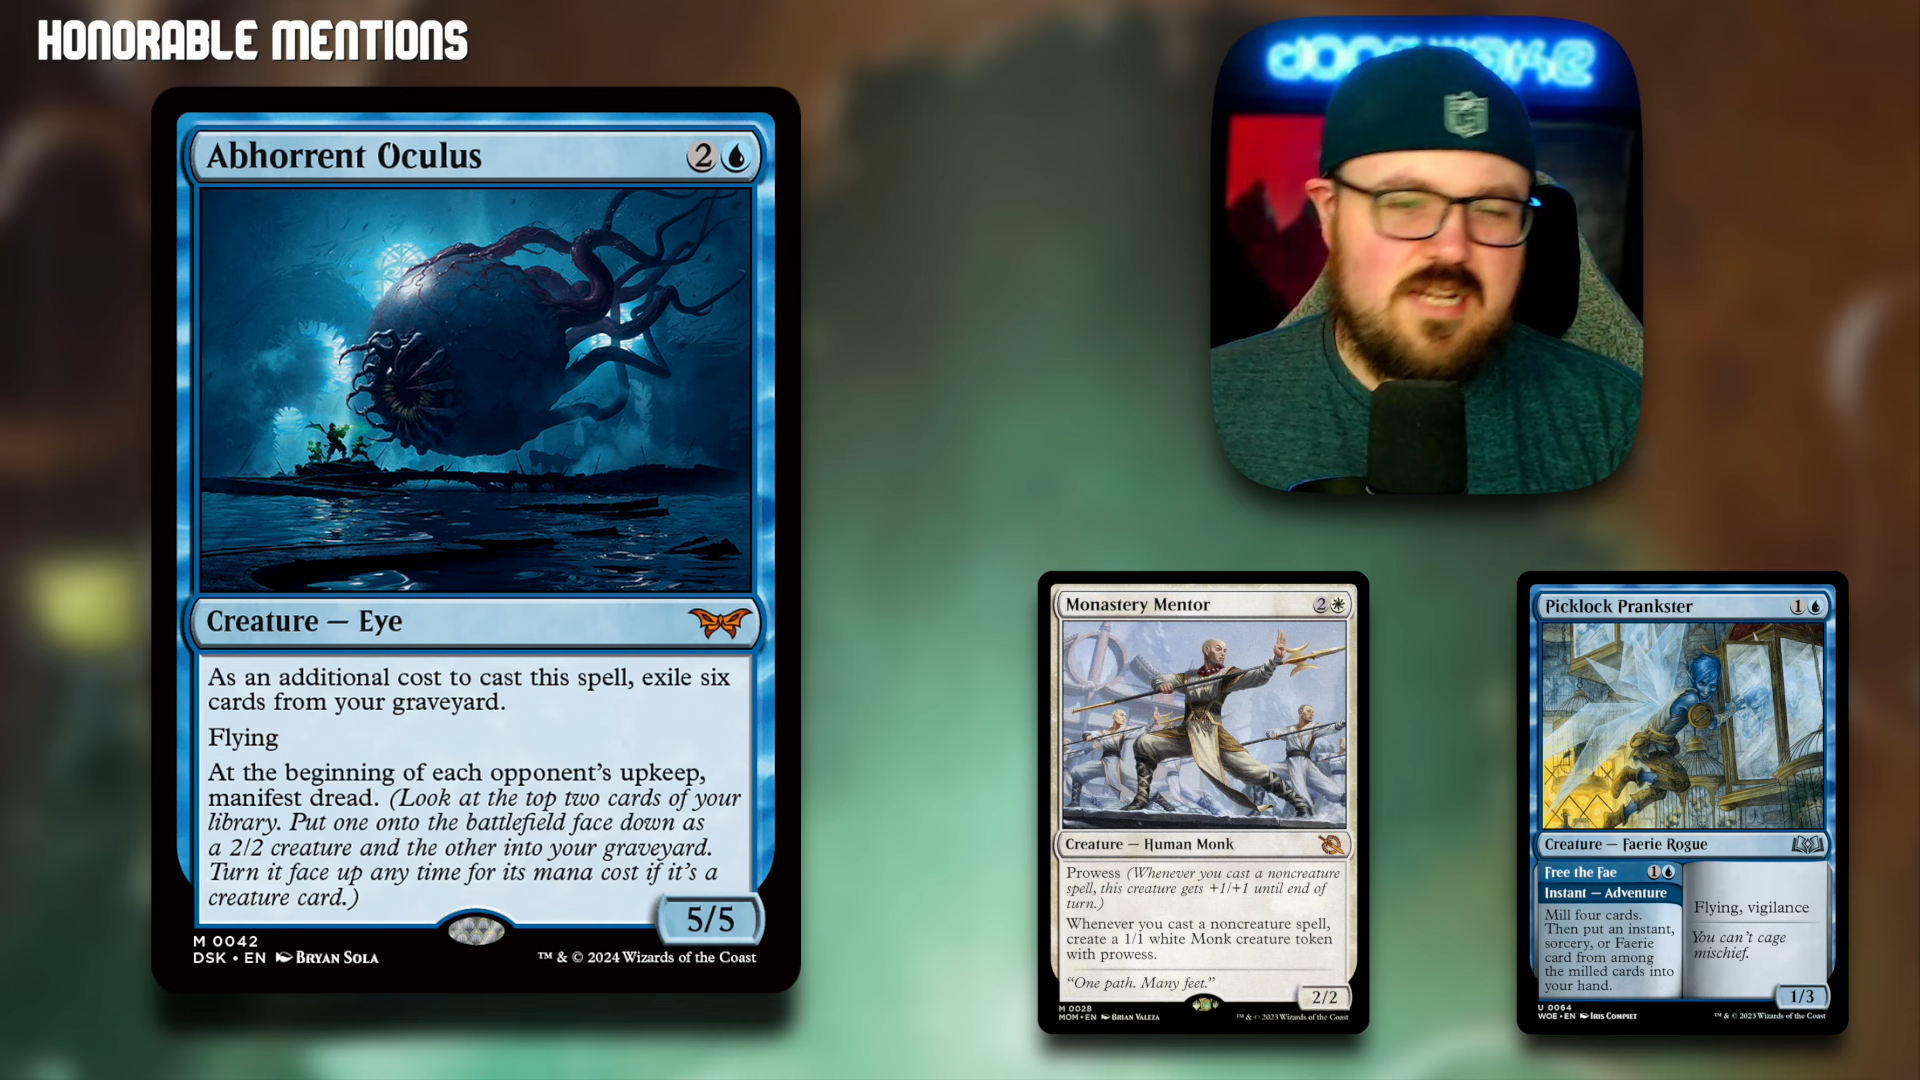 HONORABLE MENTIONS
Abhorrent Oculus 2
Creature — Eye
As an additional cost to cast this spell, exile six
cards from your graveyard.
Flying
At the beginning of each opponent's upkeep,
manifest dread. (Look at the top two cards of your
library. Put one onto the battlefield face down as
a 2/2 creature and the other into your graveyard.
Turn it face up any time for its mana cost if it's a
creature card.)
5/5
M 0042
DSK • EN BRYAN SOLA ™ & © 2024 Wizards of the Coast
Monastery Mentor 2
Creature — Human Monk
Prowess (Whenever you cast a noncreature
spell, this creature gets +1/+1 until end of
turn.)
Whenever you cast a noncreature spell,
create a 1/1 white Monk creature token
with prowess.
“One path. Many feet.”
2/2
M 0028
MOM • EN BRIAN VALEZA ™ & © 2023 Wizards of the Coast
Picklock Prankster 1
Creature — Faerie Rogue
Free the Fae 1
Instant — Adventure
Mill four cards.
Then put an instant,
sorcery, or Faerie
card from among
the milled cards into
your hand.
Flying, vigilance
You can't cage
mischief.
1/3
U 0064
WOE • EN IRIS COMPIET ™ & © 2023 Wizards of the Coast